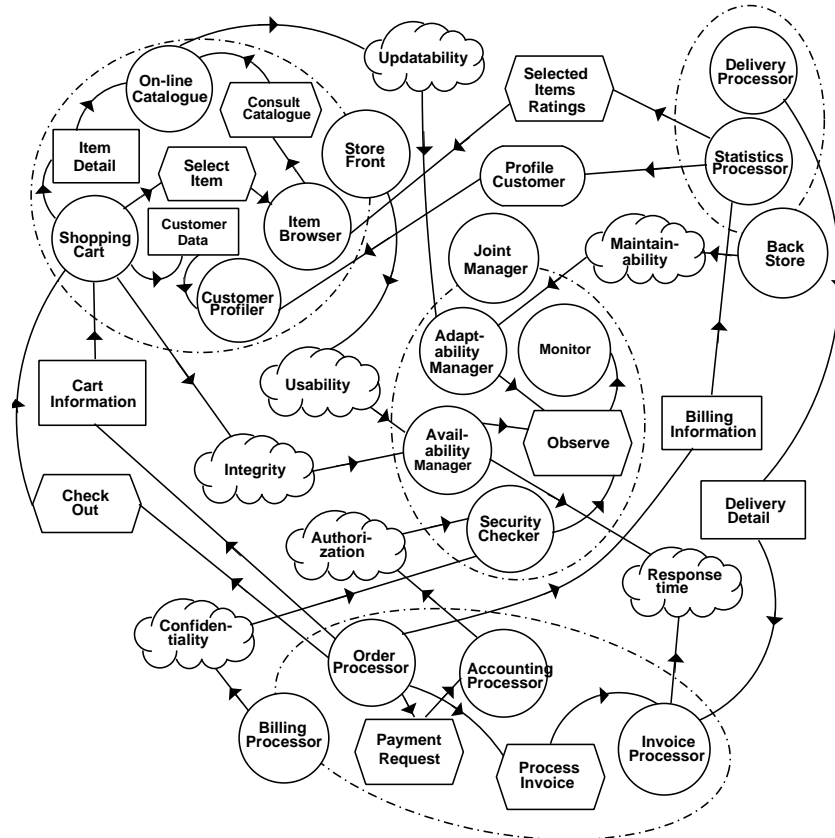 Updatability
On-line
Catalogue
Consult
Catalogue
Selected
Items
Ratings
Delivery
Processor
Item
Detail
Select
Item
Store
Front
Profile
Customer
Statistics
Processor
Shopping
Cart
Customer
Data
Item
Browser
Customer
Profiler
Joint
Manager
Maintain-
ability
Back
Store
Adapt-
ability
Manager
Monitor
Cart
Information
Usability
Billing
Information
Integrity
Avail-
ability
Manager
Observe
Check
Out
Delivery
Detail
Authori-
zation
Security
Checker
Response
time
Confiden-
tiality
Order
Processor
Accounting
Processor
Billing
Processor
Payment
Request
Process
Invoice
Invoice
Processor